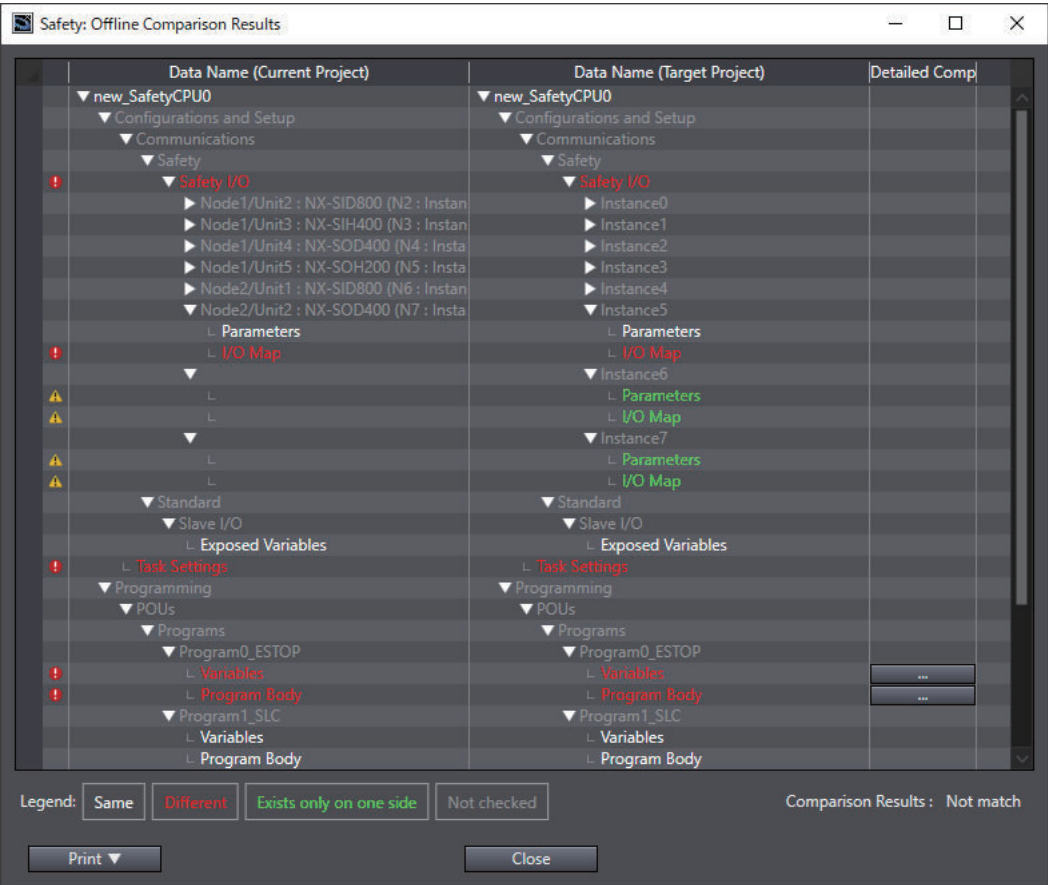 Safety: Offline Comparison Results
Data Name (Current Project) Data Name (Target Project) Detailed Comp
new_SafetyCPU0 new_SafetyCPU0
Configurations and Setup Configurations and Setup
Communications Communications
Safety Safety
Safety I/O Safety I/O
Node1/Unit2 : NX-SID800 (N2 : Instan Instance0
Node1/Unit3 : NX-SIH400 (N3 : Instan Instance1
Node1/Unit4 : NX-SOD400 (N4 : Insta Instance2
Node1/Unit5 : NX-SOH200 (N5 : Insta Instance3
Node2/Unit1 : NX-SID800 (N6 : Instan Instance4
Node2/Unit2 : NX-SOD400 (N7 : Insta Instance5
Parameters Parameters
I/O Map I/O Map
Instance6
Parameters
I/O Map
Instance7
Parameters
I/O Map
Standard Standard
Slave I/O Slave I/O
Exposed Variables Exposed Variables
Task Settings Task Settings
Programming Programming
POUs POUs
Programs Programs
Program0_ESTOP Program0_ESTOP
Variables Variables ...
Program Body Program Body ...
Program1_SLC Program1_SLC
Variables Variables
Program Body Program Body
Legend: Same Different Exists only on one side Not checked Comparison Results : Not match
Print Close